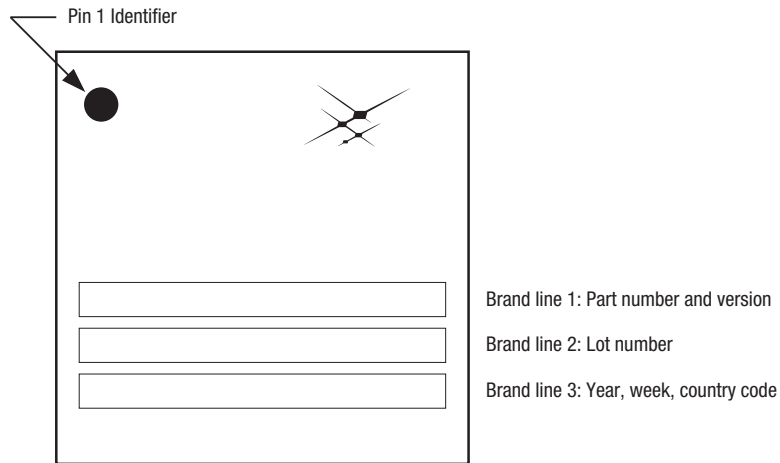 Pin 1 Identifier
Brand line 1: Part number and version
Brand line 2: Lot number
Brand line 3: Year, week, country code